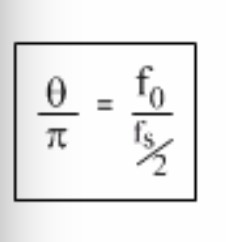 θ/π = f₀/(fₛ/2)